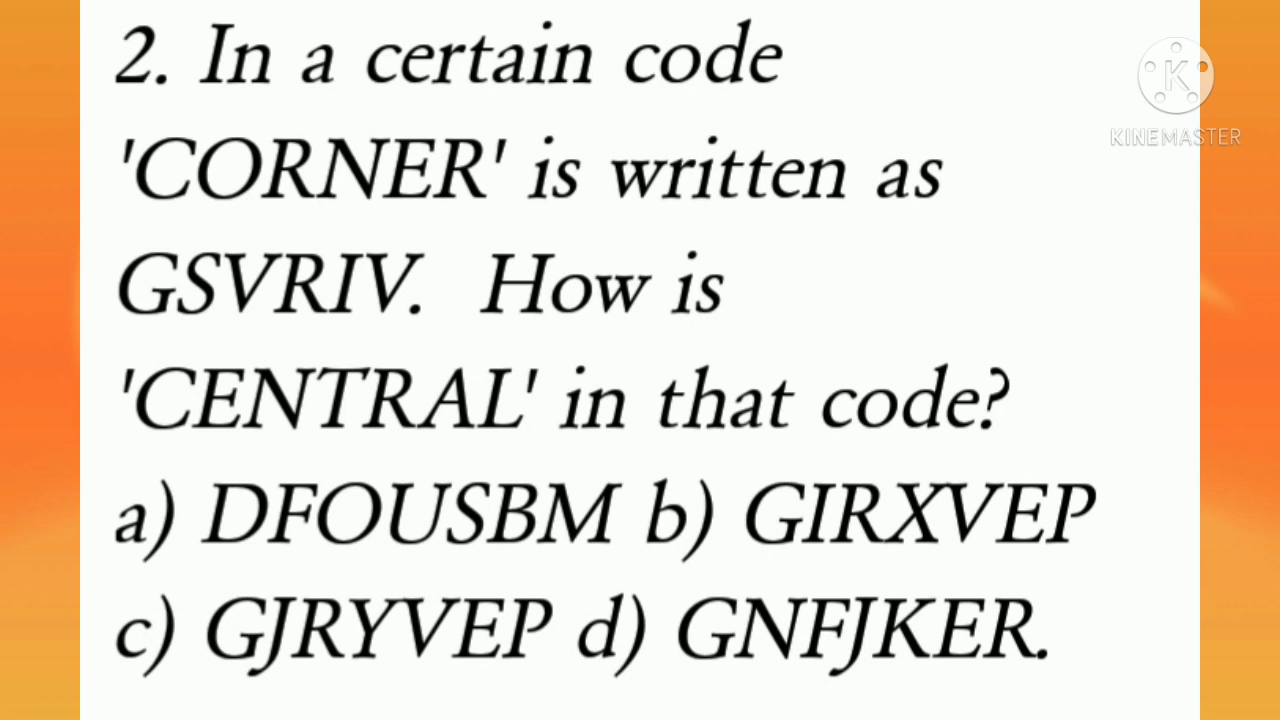 2. In a certain code
'CORNER' is written as
GSVRIV. How is
'CENTRAL' in that code?
a) DFOUSBM b) GIRXVEP
c) GJRYVEP d) GNFJKER.
K
KINEMASTER